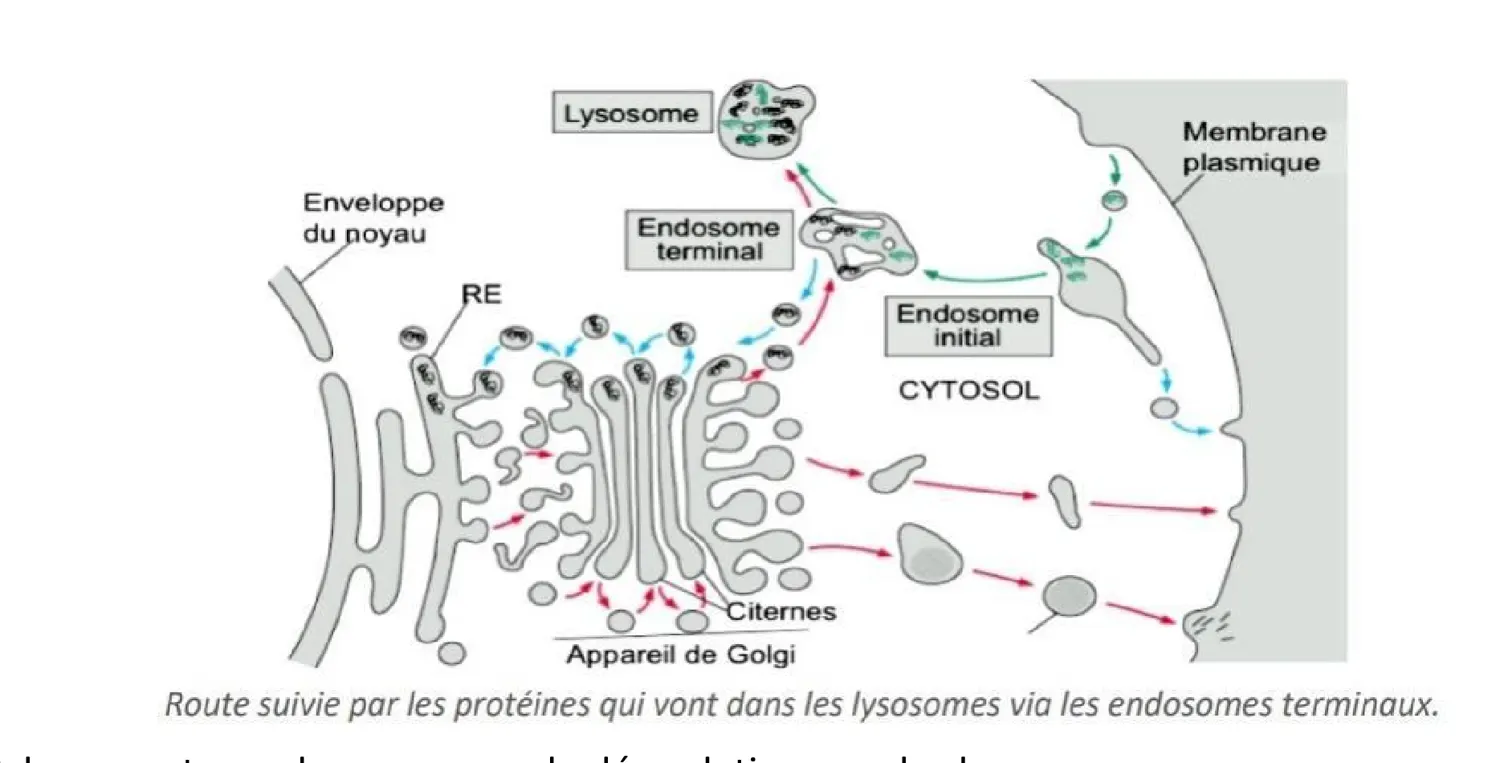 Lysosome
Membrane
plasmique
Enveloppe
du noyau
Endosome
terminal
RE
Endosome
initial
CYTOSOL
Citernes
Appareil de Golgi
Route suivie par les protéines qui vont dans les lysosomes via les endosomes terminaux.